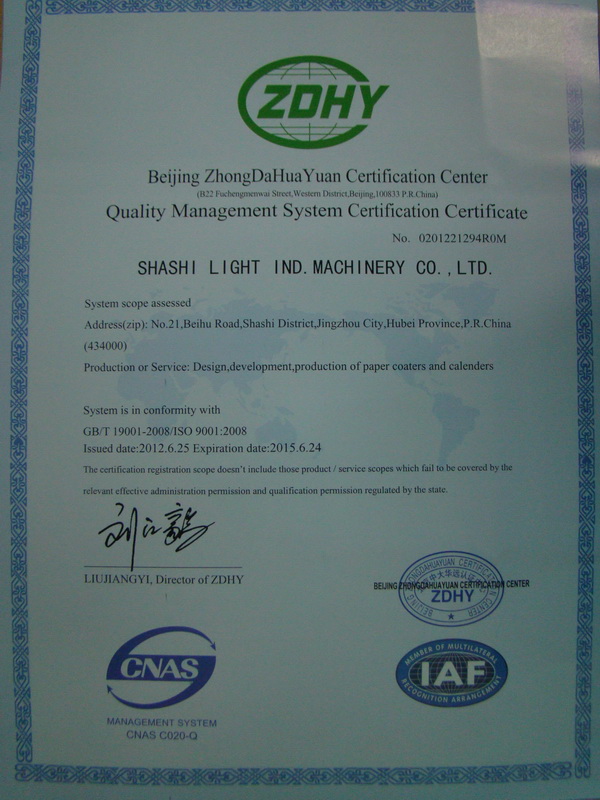 ZDHY
Beijing ZhongDaHuaYuan Certification Center
(B22 Fuchengmenwai Street,Western District,Beijing,100833 P.R.China)
Quality Management System Certification Certificate
No. 0201221294R0M
SHASHI LIGHT IND.MACHINERY CO.,LTD.
System scope assessed
Address(zip): No.21,Beihu Road,Shashi District,Jingzhou City,Hubei Province,P.R.China
(434000)
Production or Service: Design,development,production of paper coaters and calenders
System is in conformity with
GB/T 19001-2008/ISO 9001:2008
Issued date:2012.6.25 Expiration date:2015.6.24
The certification registration scope doesn't include those product / service scopes which fail to be covered by the
relevant effective administration permission and qualification permission regulated by the state.
LIUJIANGYI, Director of ZDHY
BEIJING ZHONGDAHUAYUAN CERTIFICATION CENTER
ZDHY
CNAS
MANAGEMENT SYSTEM
CNAS C020-Q
MEMBER OF MULTILATERAL
IAF
RECOGNITION ARRANGEMENT